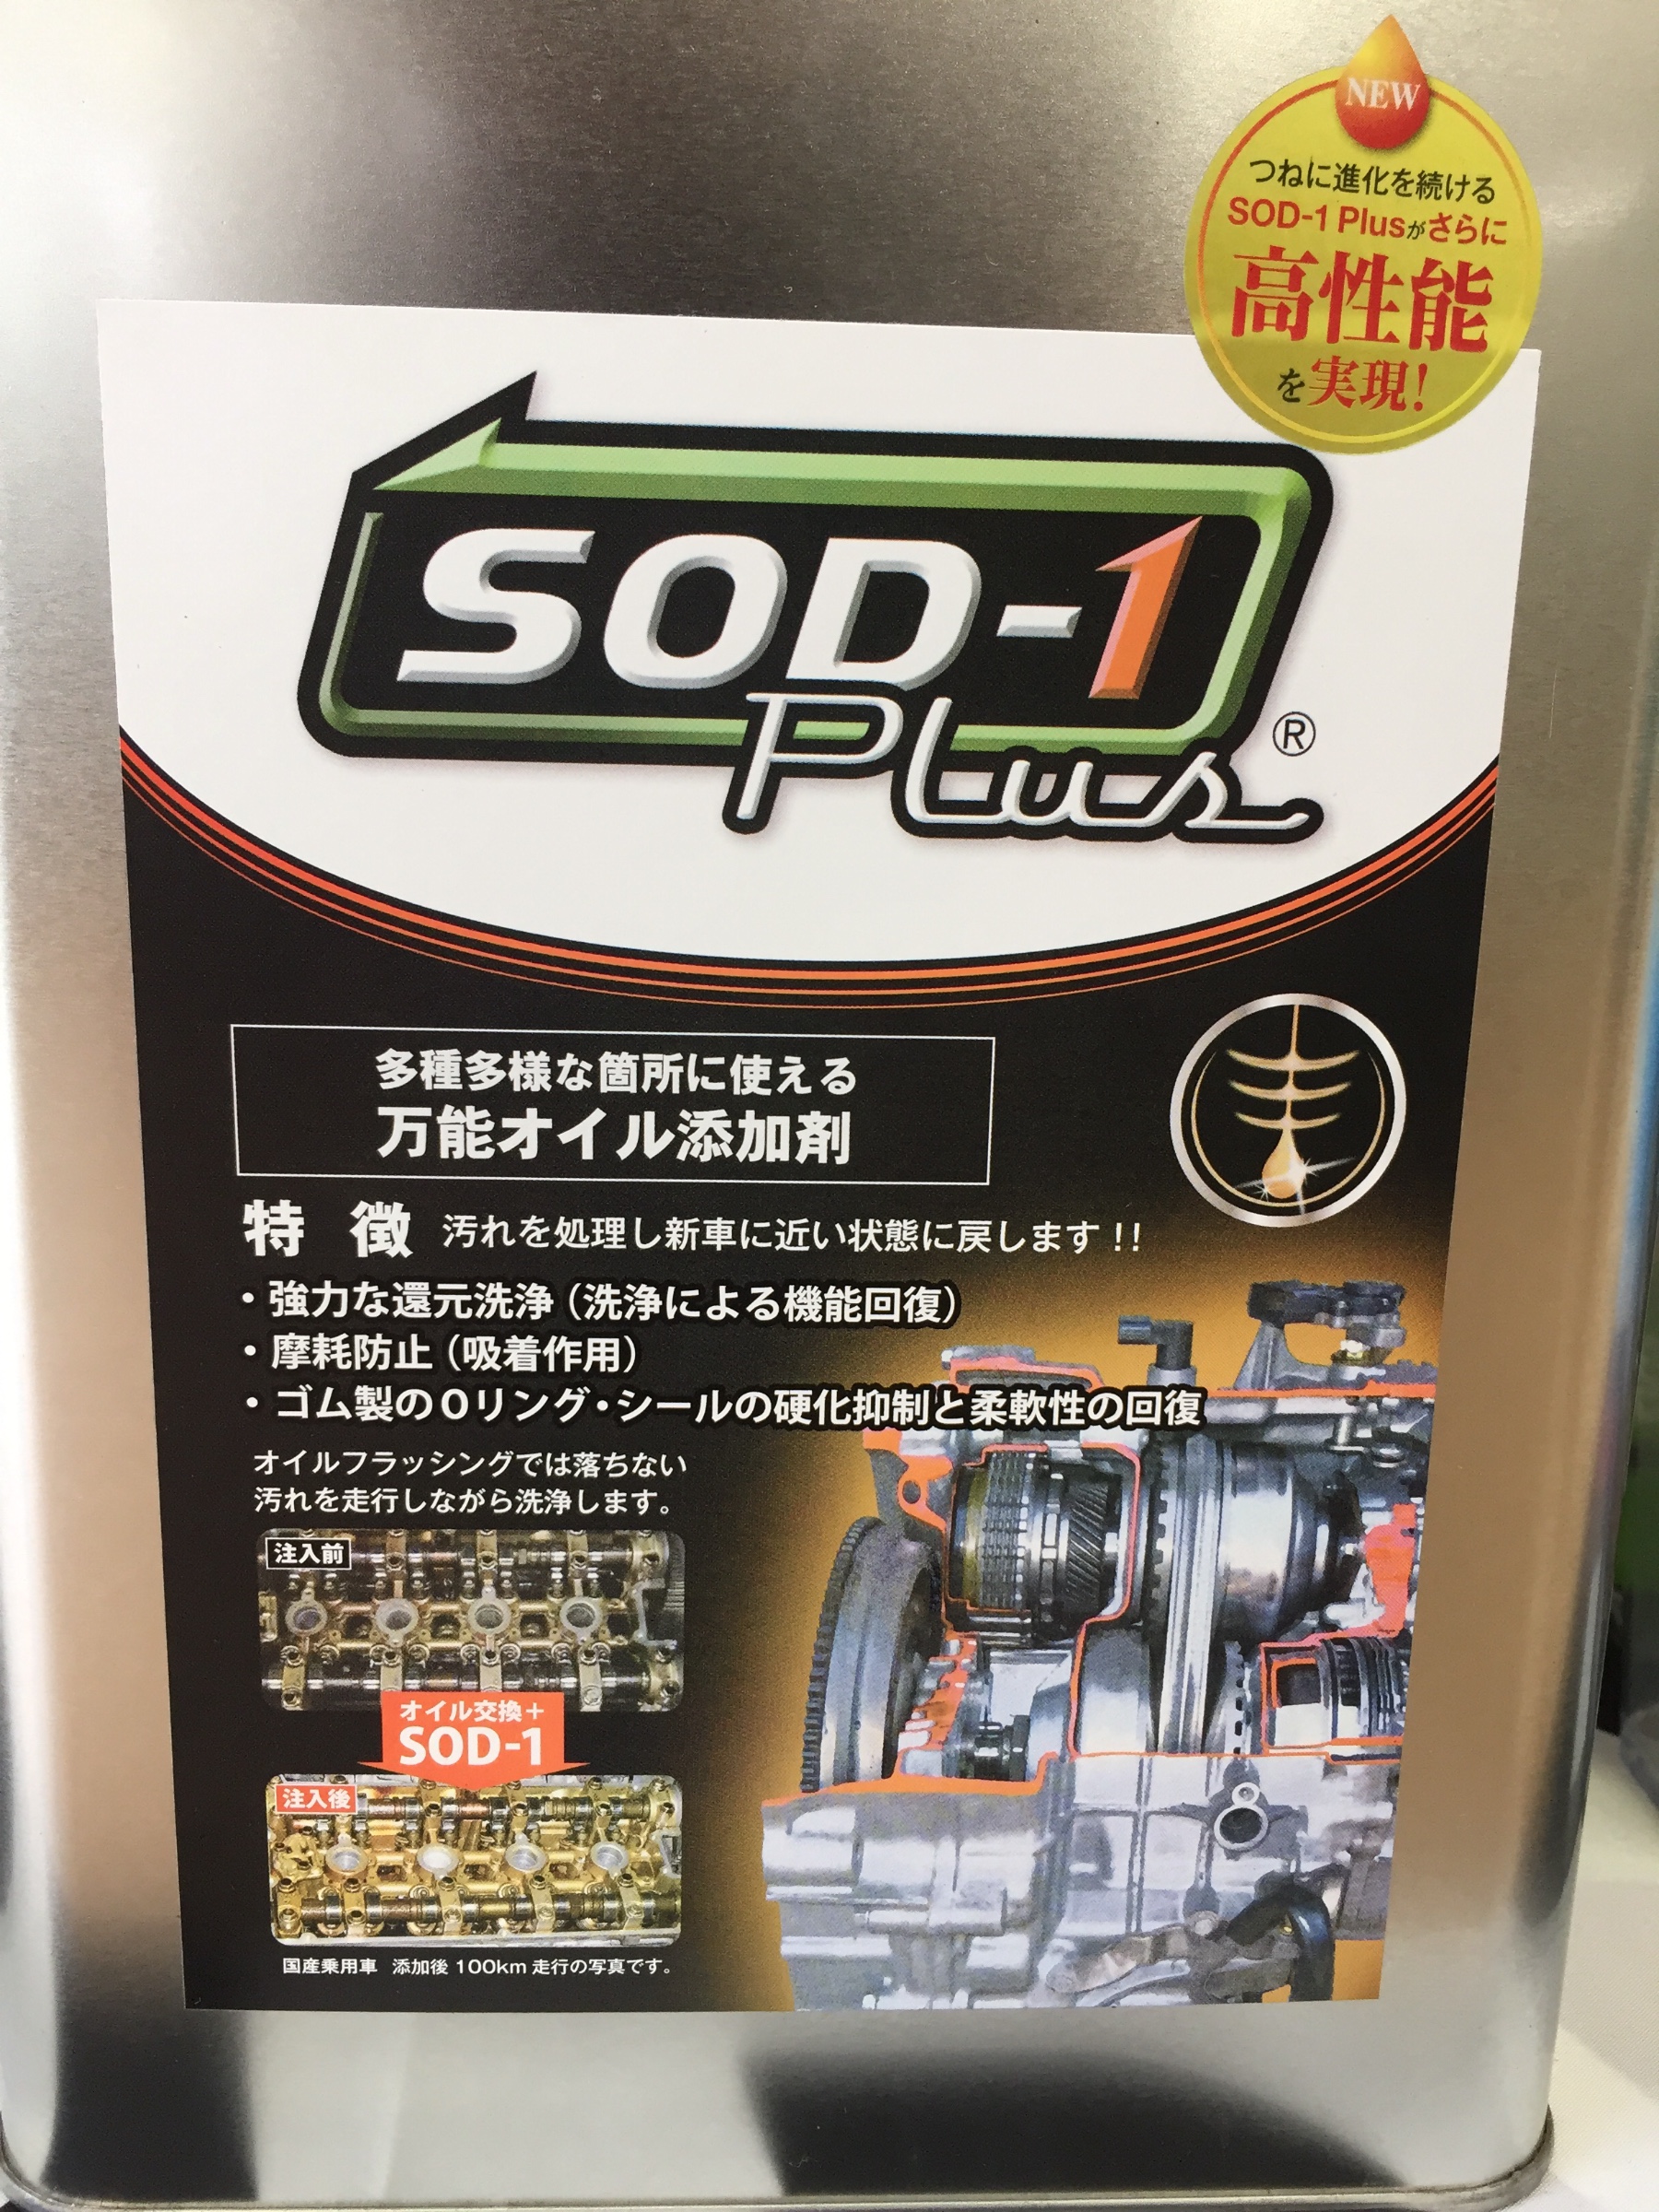 NEW
つねに進化を続ける
SOD-1 Plusがさらに
高性能
を実現!
SOD-1
Plus
®
多種多様な箇所に使える
万能オイル添加剤
特 徴 汚れを処理し新車に近い状態に戻します!!
・強力な還元洗浄(洗浄による機能回復)
・摩耗防止(吸着作用)
・ゴム製のOリング・シールの硬化抑制と柔軟性の回復
オイルフラッシングでは落ちない
汚れを走行しながら洗浄します。
注入前
オイル交換+
SOD-1
注入後
国産乗用車 添加後 100km 走行の写真です。